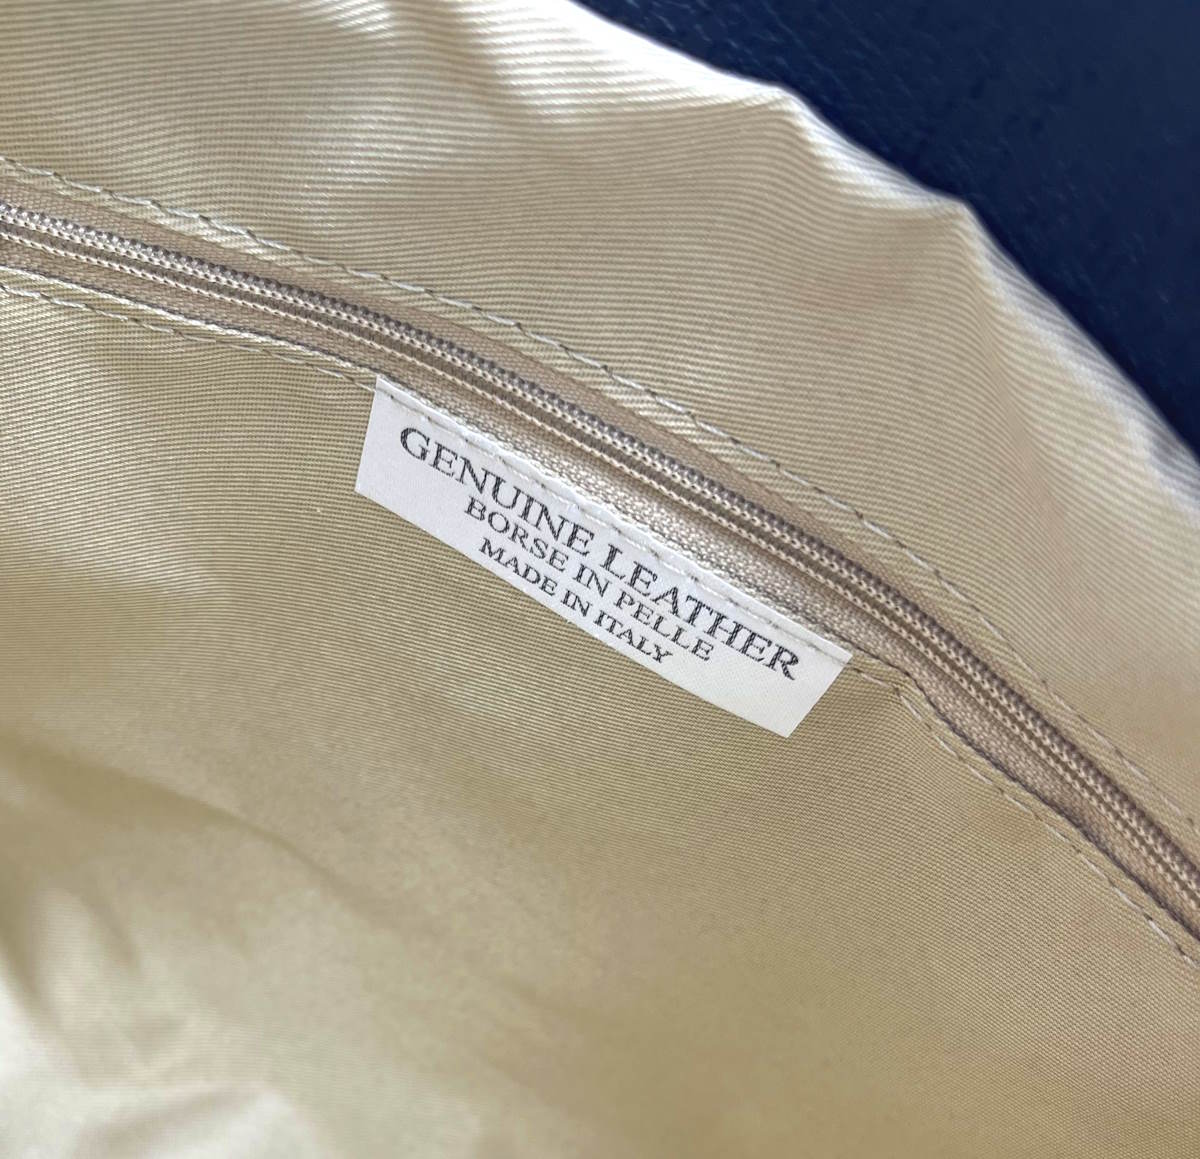 GENUINE LEATHER
BORSE IN PELLE
MADE IN ITALY